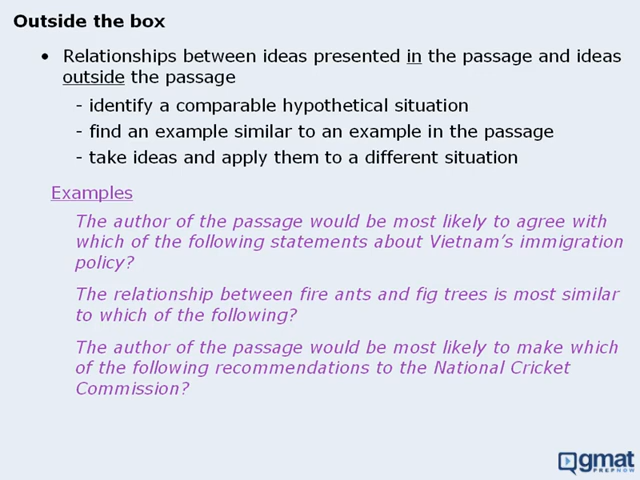 Outside the box
• Relationships between ideas presented in the passage and ideas
outside the passage
- identify a comparable hypothetical situation
- find an example similar to an example in the passage
- take ideas and apply them to a different situation
Examples
The author of the passage would be most likely to agree with
which of the following statements about Vietnam's immigration
policy?
The relationship between fire ants and fig trees is most similar
to which of the following?
The author of the passage would be most likely to make which
of the following recommendations to the National Cricket
Commission?
gmat
PREPNOW